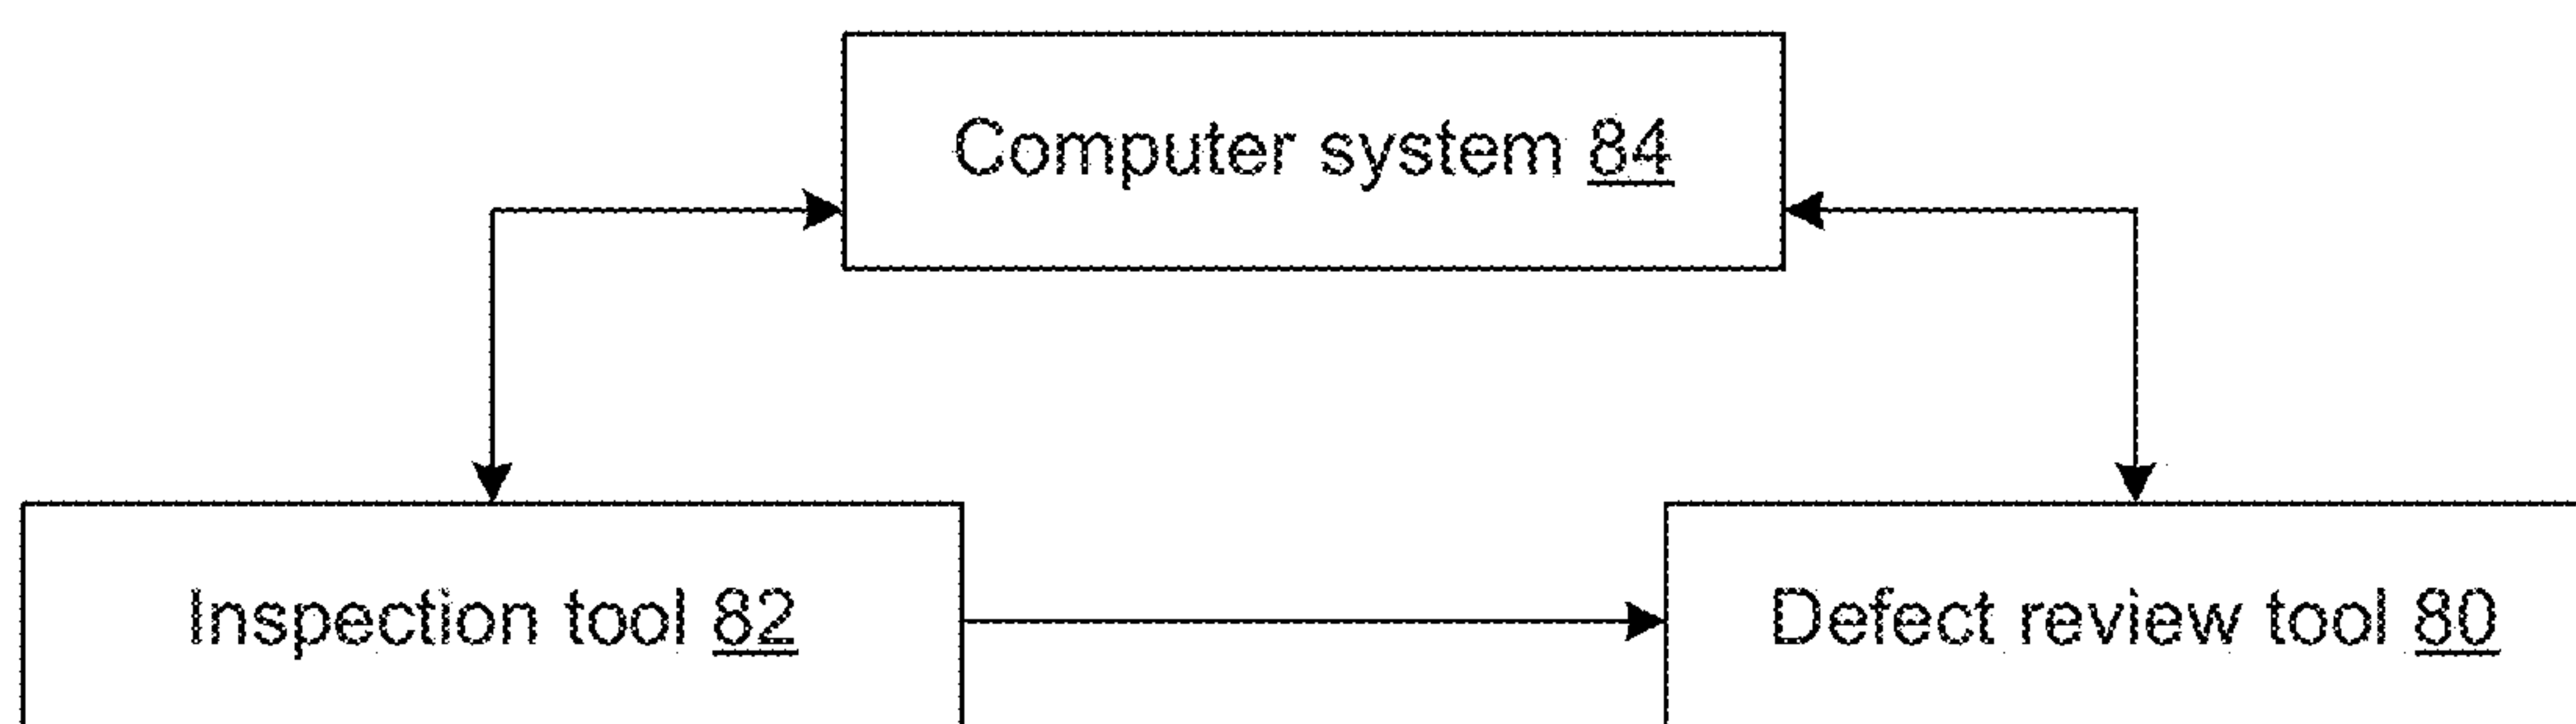 Computer system 84
Inspection tool 82
Defect review tool 80